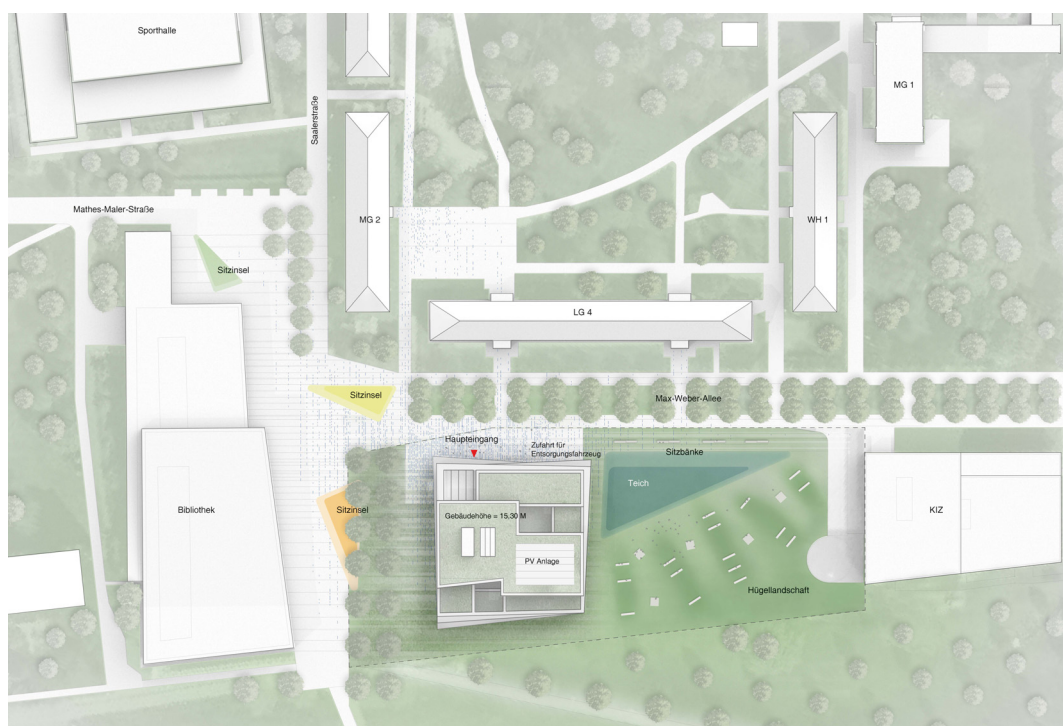 Sporthalle
MG 1
Saalerstraße
Mathes-Maler-Straße
MG 2
WH 1
Sitzinsel
LG 4
Sitzinsel
Max-Weber-Allee
Haupteingang
Zufahrt für
Entsorgungsfahrzeug
Sitzbänke
Teich
Bibliothek
Sitzinsel
Gebäudehöhe = 15,30 M
KIZ
PV Anlage
Hügellandschaft